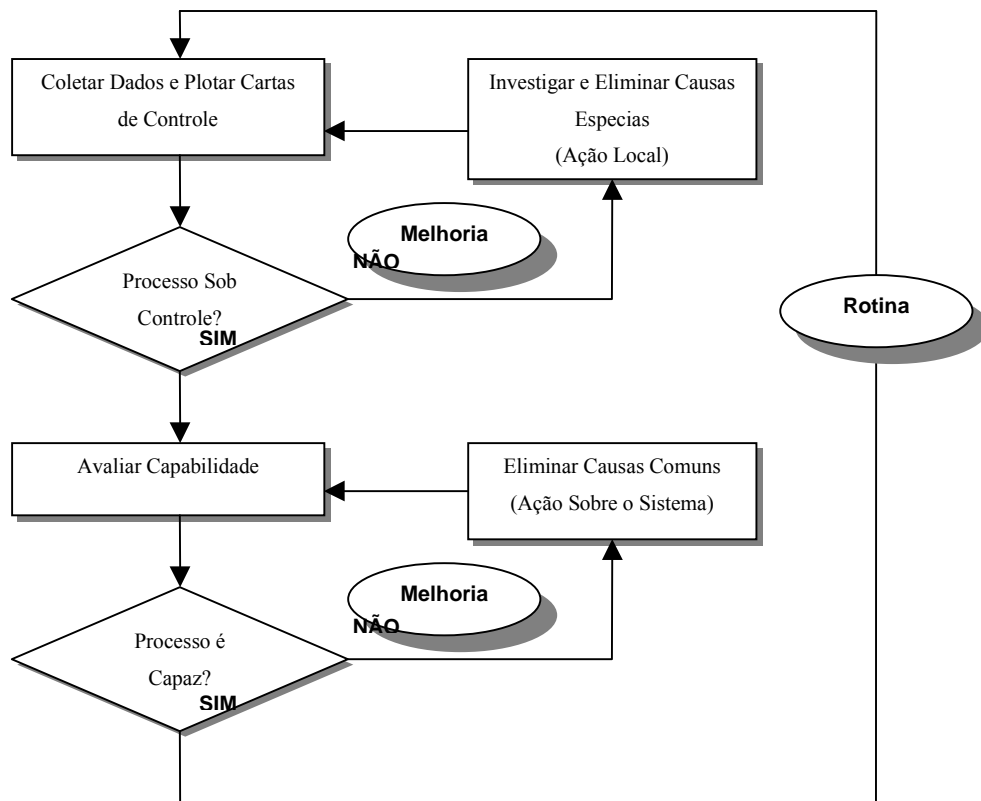 Coletar Dados e Plotar Cartas
de Controle
Investigar e Eliminar Causas
Especias
(Ação Local)
Melhoria
NÃO
Processo Sob
Controle?
SIM
Rotina
Avaliar Capabilidade
Eliminar Causas Comuns
(Ação Sobre o Sistema)
Melhoria
NÃO
Processo é
Capaz?
SIM